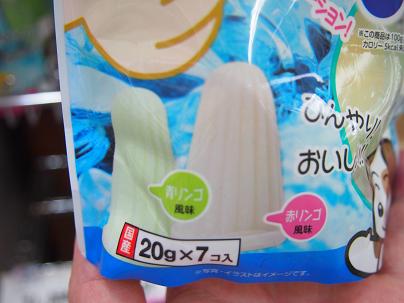 ション!
※この商品は100g
カロリー5kcal未
ひんやり
おいしい!!
青リンゴ
風味
赤リンゴ
風味
国産
20g×7コ入
※写真・イラストはイメージです。